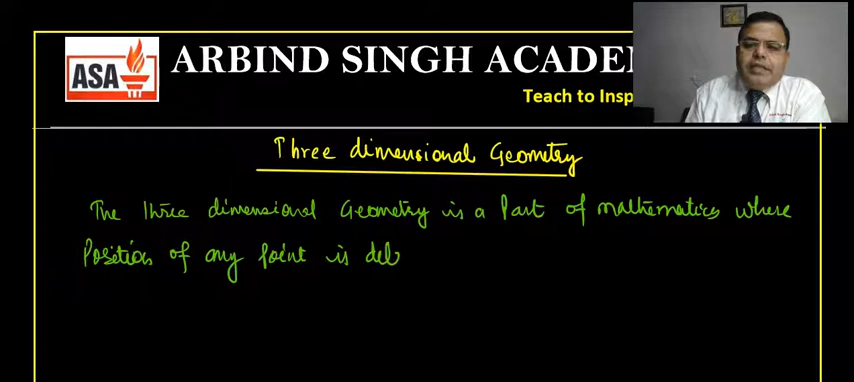 ASA
ARBIND SINGH ACADE
Teach to Insp
Three dimensional Geometry
The three dimensional Geometry is a Part of mathematics where
Position of any point is